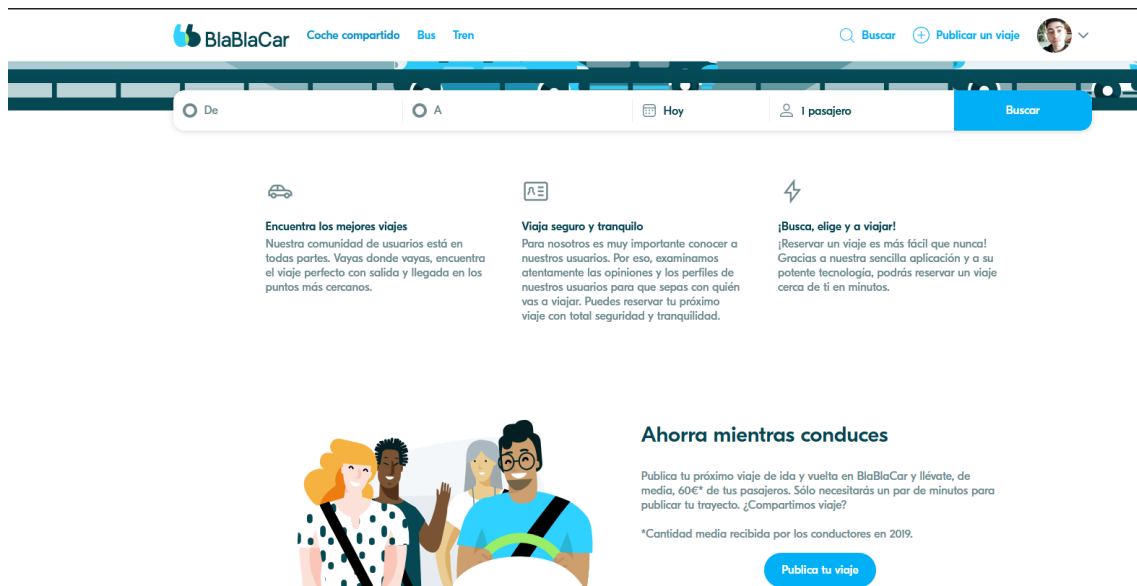 BlaBlaCar Coche compartido Bus Tren Buscar Publicar un viaje
De A Hoy 1 pasajero Buscar
Encuentra los mejores viajes
Nuestra comunidad de usuarios está en
todas partes. Vayas donde vayas, encuentra
el viaje perfecto con salida y llegada en los
puntos más cercanos.
Viaja seguro y tranquilo
Para nosotros es muy importante conocer a
nuestros usuarios. Por eso, examinamos
atentamente las opiniones y los perfiles de
nuestros usuarios para que sepas con quién
vas a viajar. Puedes reservar tu próximo
viaje con total seguridad y tranquilidad.
¡Busca, elige y a viajar!
¡Reservar un viaje es más fácil que nunca!
Gracias a nuestra sencilla aplicación y a su
potente tecnología, podrás reservar un viaje
cerca de ti en minutos.
Ahorra mientras conduces
Publica tu próximo viaje de ida y vuelta en BlaBlaCar y llévate, de
media, 60€* de tus pasajeros. Sólo necesitarás un par de minutos para
publicar tu trayecto. ¿Compartimos viaje?
*Cantidad media recibida por los conductores en 2019.
Publica tu viaje